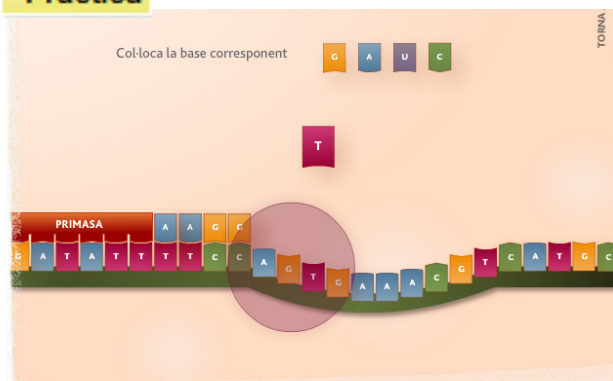 Pràctica
TORNA
Col·loca la base corresponent
G A U C
T
PRIMASA A A G G
G A T A T T T T C C A G T G A A A C G T C A T G C